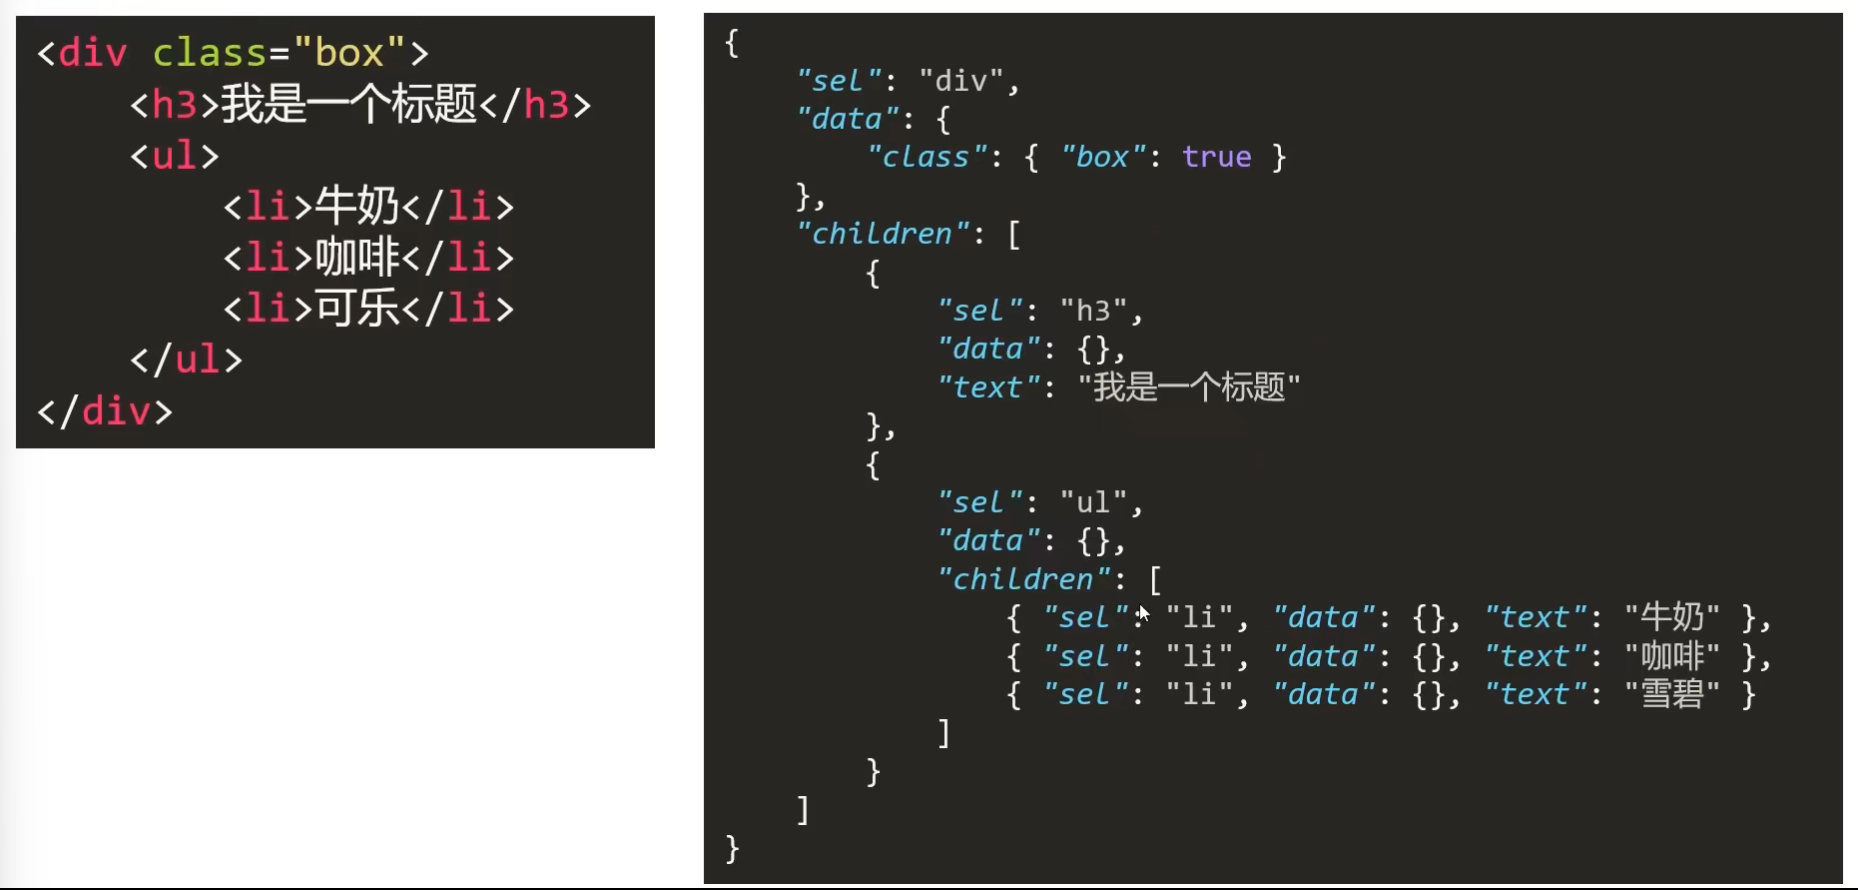 <div class="box">
<h3>我是一个标题</h3>
<ul>
<li>牛奶</li>
<li>咖啡</li>
<li>可乐</li>
</ul>
</div>
{
"sel": "div",
"data": {
"class": { "box": true }
},
"children": [
{
"sel": "h3",
"data": {},
"text": "我是一个标题"
},
{
"sel": "ul",
"data": {},
"children": [
{ "sel": "li", "data": {}, "text": "牛奶" },
{ "sel": "li", "data": {}, "text": "咖啡" },
{ "sel": "li", "data": {}, "text": "雪碧" }
]
}
]
}